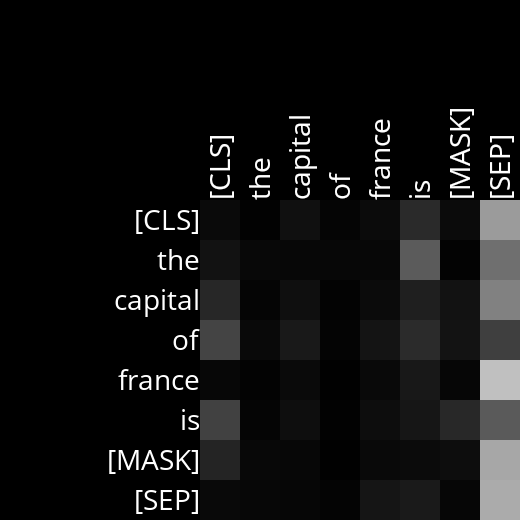 [CLS] the capital of france is [MASK] [SEP]
[CLS]
the
capital
of
france
is
[MASK]
[SEP]